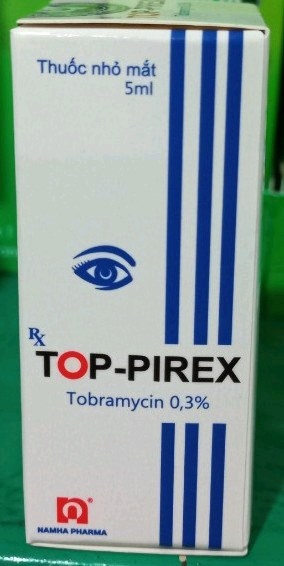 Thuốc nhỏ mắt
5ml
Rx
TOP-PIREX
Tobramycin 0,3%
n®
NAMHA PHARMA